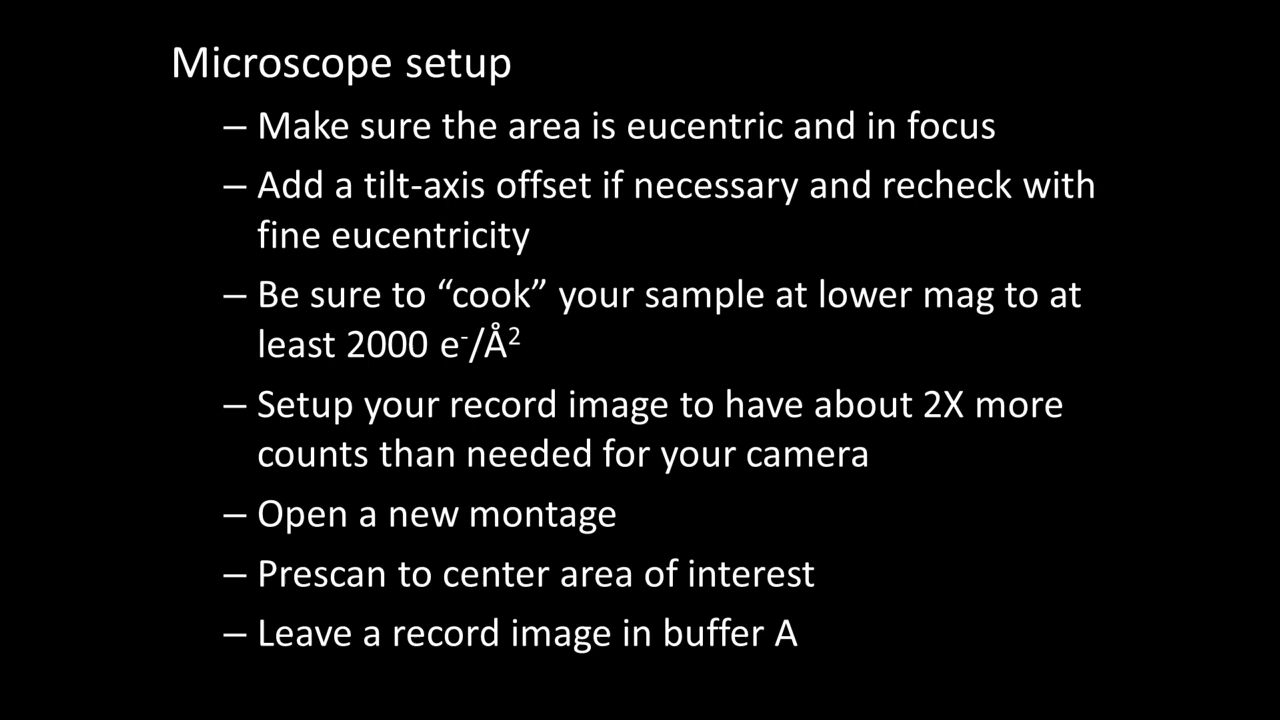 Microscope setup
– Make sure the area is eucentric and in focus
– Add a tilt-axis offset if necessary and recheck with
fine eucentricity
– Be sure to “cook” your sample at lower mag to at
least 2000 e⁻/Å²
– Setup your record image to have about 2X more
counts than needed for your camera
– Open a new montage
– Prescan to center area of interest
– Leave a record image in buffer A